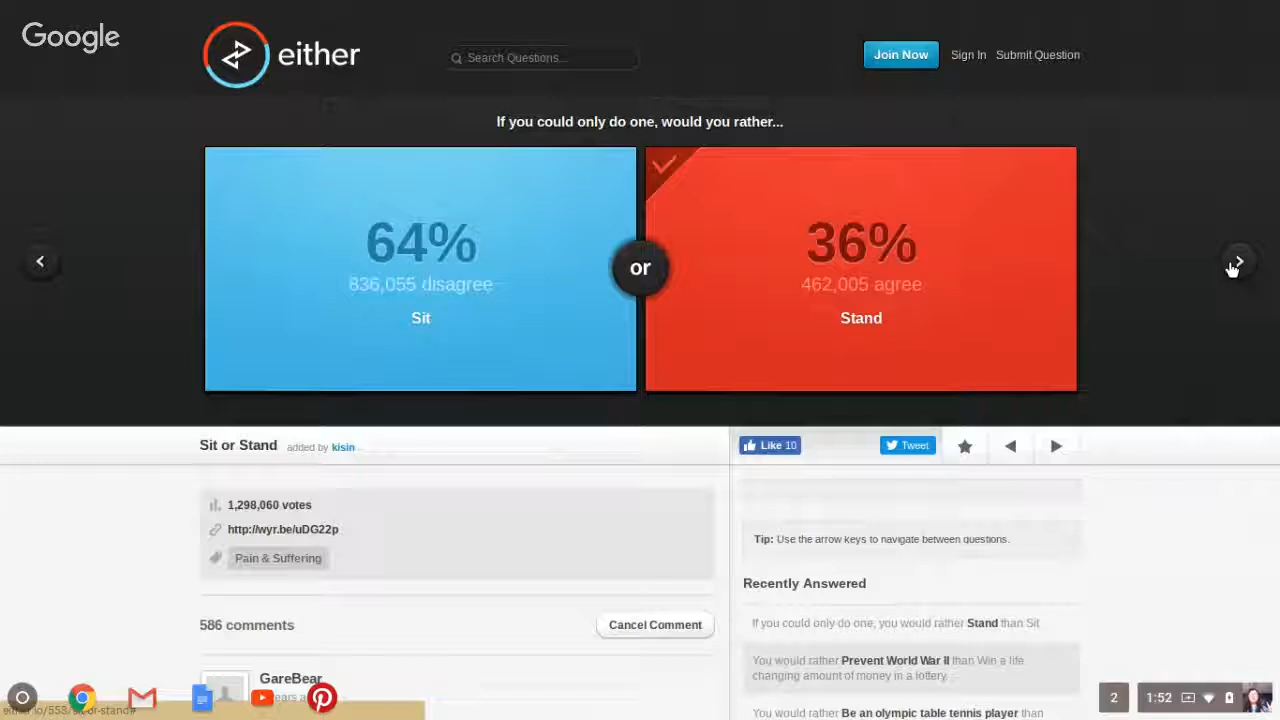 Google
either
Search Questions...
Join Now
Sign In
Submit Question
If you could only do one, would you rather...
64%
836,055 disagree
Sit
or
36%
462,005 agree
Stand
Sit or Stand added by kisin
Like 10
Tweet
1,298,060 votes
http://wyr.be/uDG22p
Pain & Suffering
586 comments
Cancel Comment
GareBear
Tip: Use the arrow keys to navigate between questions.
Recently Answered
If you could only do one, you would rather Stand than Sit
You would rather Prevent World War II than Win a life
changing amount of money in a lottery.
You would rather Be an olympic table tennis player than
2
1:52